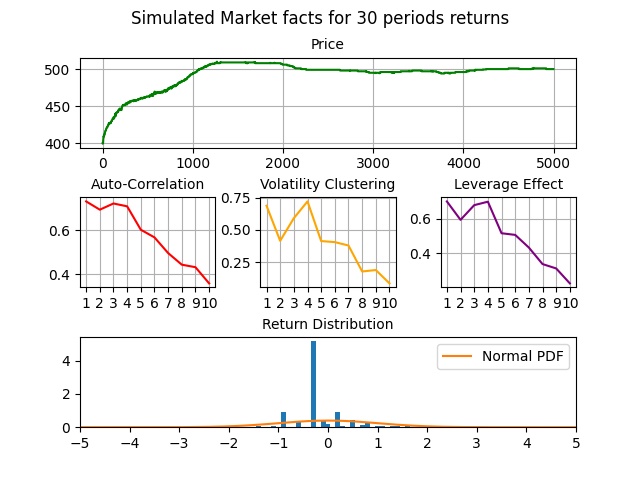 Simulated Market facts for 30 periods returns
Price
500
450
400
0 1000 2000 3000 4000 5000
Auto-Correlation Volatility Clustering Leverage Effect
0.6
0.4
1 2 3 4 5 6 7 8 9 10
0.75
0.50
0.25
1 2 3 4 5 6 7 8 9 10
0.6
0.4
1 2 3 4 5 6 7 8 9 10
Return Distribution
4
2
0
Normal PDF
−5 −4 −3 −2 −1 0 1 2 3 4 5